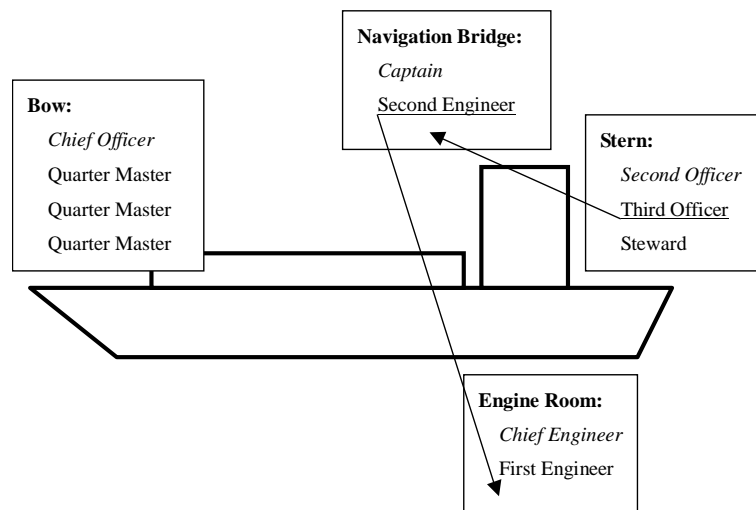 Navigation Bridge:
Captain
Second Engineer
Bow:
Chief Officer
Quarter Master
Quarter Master
Quarter Master
Stern:
Second Officer
Third Officer
Steward
Engine Room:
Chief Engineer
First Engineer